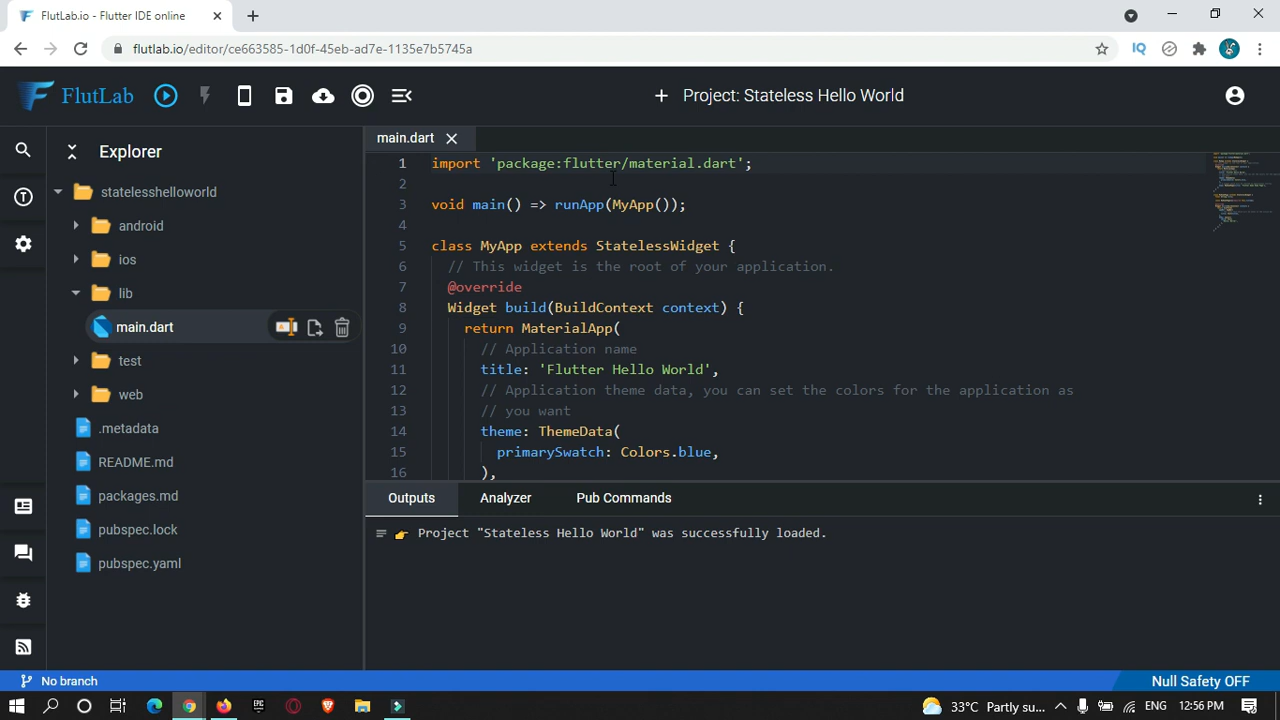 FlutLab.io - Flutter IDE online
flutlab.io/editor/ce663585-1d0f-45eb-ad7e-1135e7b5745a
IQ
FlutLab
Project: Stateless Hello World
Explorer
main.dart
statelesshelloworld
android
ios
lib
main.dart
test
web
.metadata
README.md
packages.md
pubspec.lock
pubspec.yaml
1 import 'package:flutter/material.dart';
2
3 void main() => runApp(MyApp());
4
5 class MyApp extends StatelessWidget {
6 // This widget is the root of your application.
7 @override
8 Widget build(BuildContext context) {
9 return MaterialApp(
10 // Application name
11 title: 'Flutter Hello World',
12 // Application theme data, you can set the colors for the application as
13 // you want
14 theme: ThemeData(
15 primarySwatch: Colors.blue,
16 ),
Outputs Analyzer Pub Commands
Project "Stateless Hello World" was successfully loaded.
No branch
Null Safety OFF
EPIC
33°C Partly su... ENG 12:56 PM